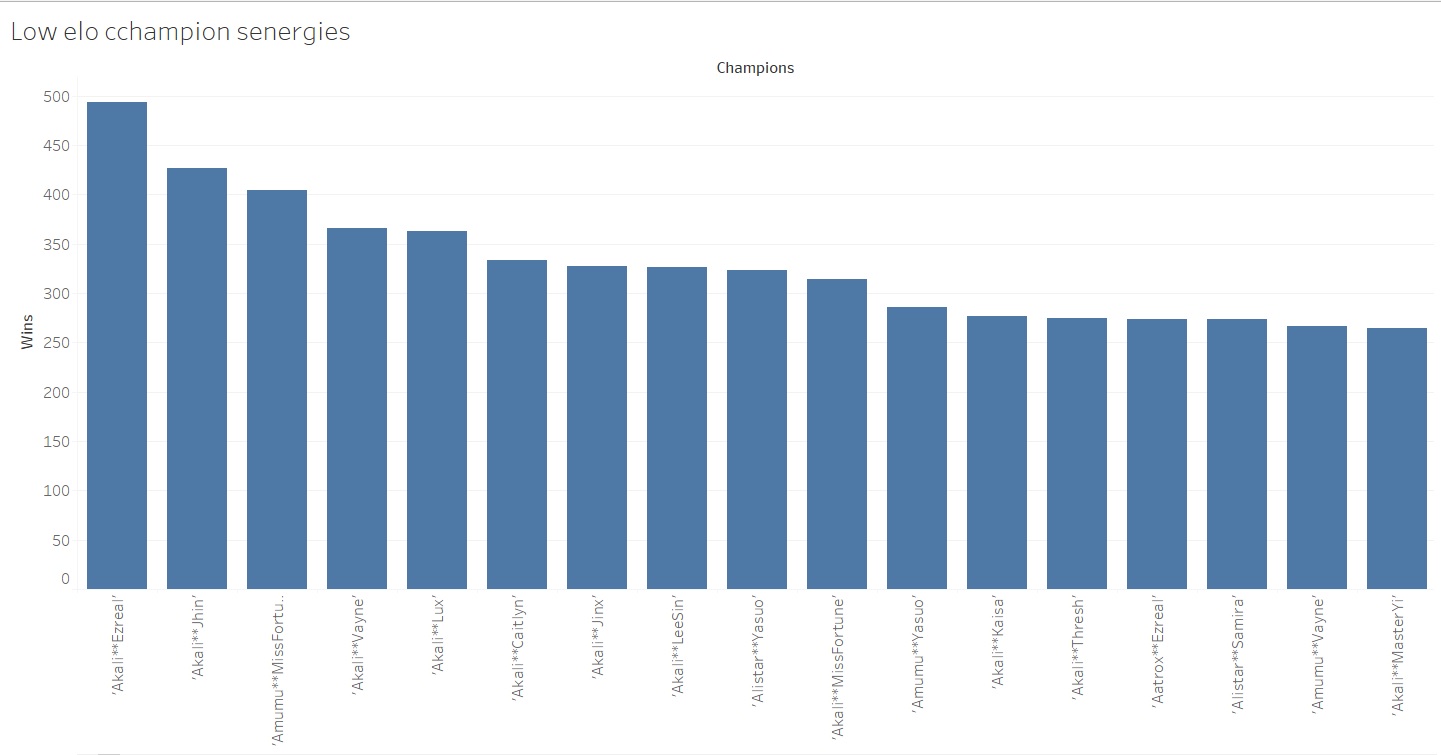 Low elo cchampion senergies
Champions
Wins
500
450
400
350
300
250
200
150
100
50
0
'Akali**Ezreal'
'Akali**Jhin'
'Amumu**MissFortu..
'Akali**Vayne'
'Akali**Lux'
'Akali**Caitlyn'
'Akali**Jinx'
'Akali**LeeSin'
'Alistar**Yasuo'
'Akali**MissFortune'
'Amumu**Yasuo'
'Akali**Kaisa'
'Akali**Thresh'
'Aatrox**Ezreal'
'Alistar**Samira'
'Amumu**Vayne'
'Akali**MasterYi'